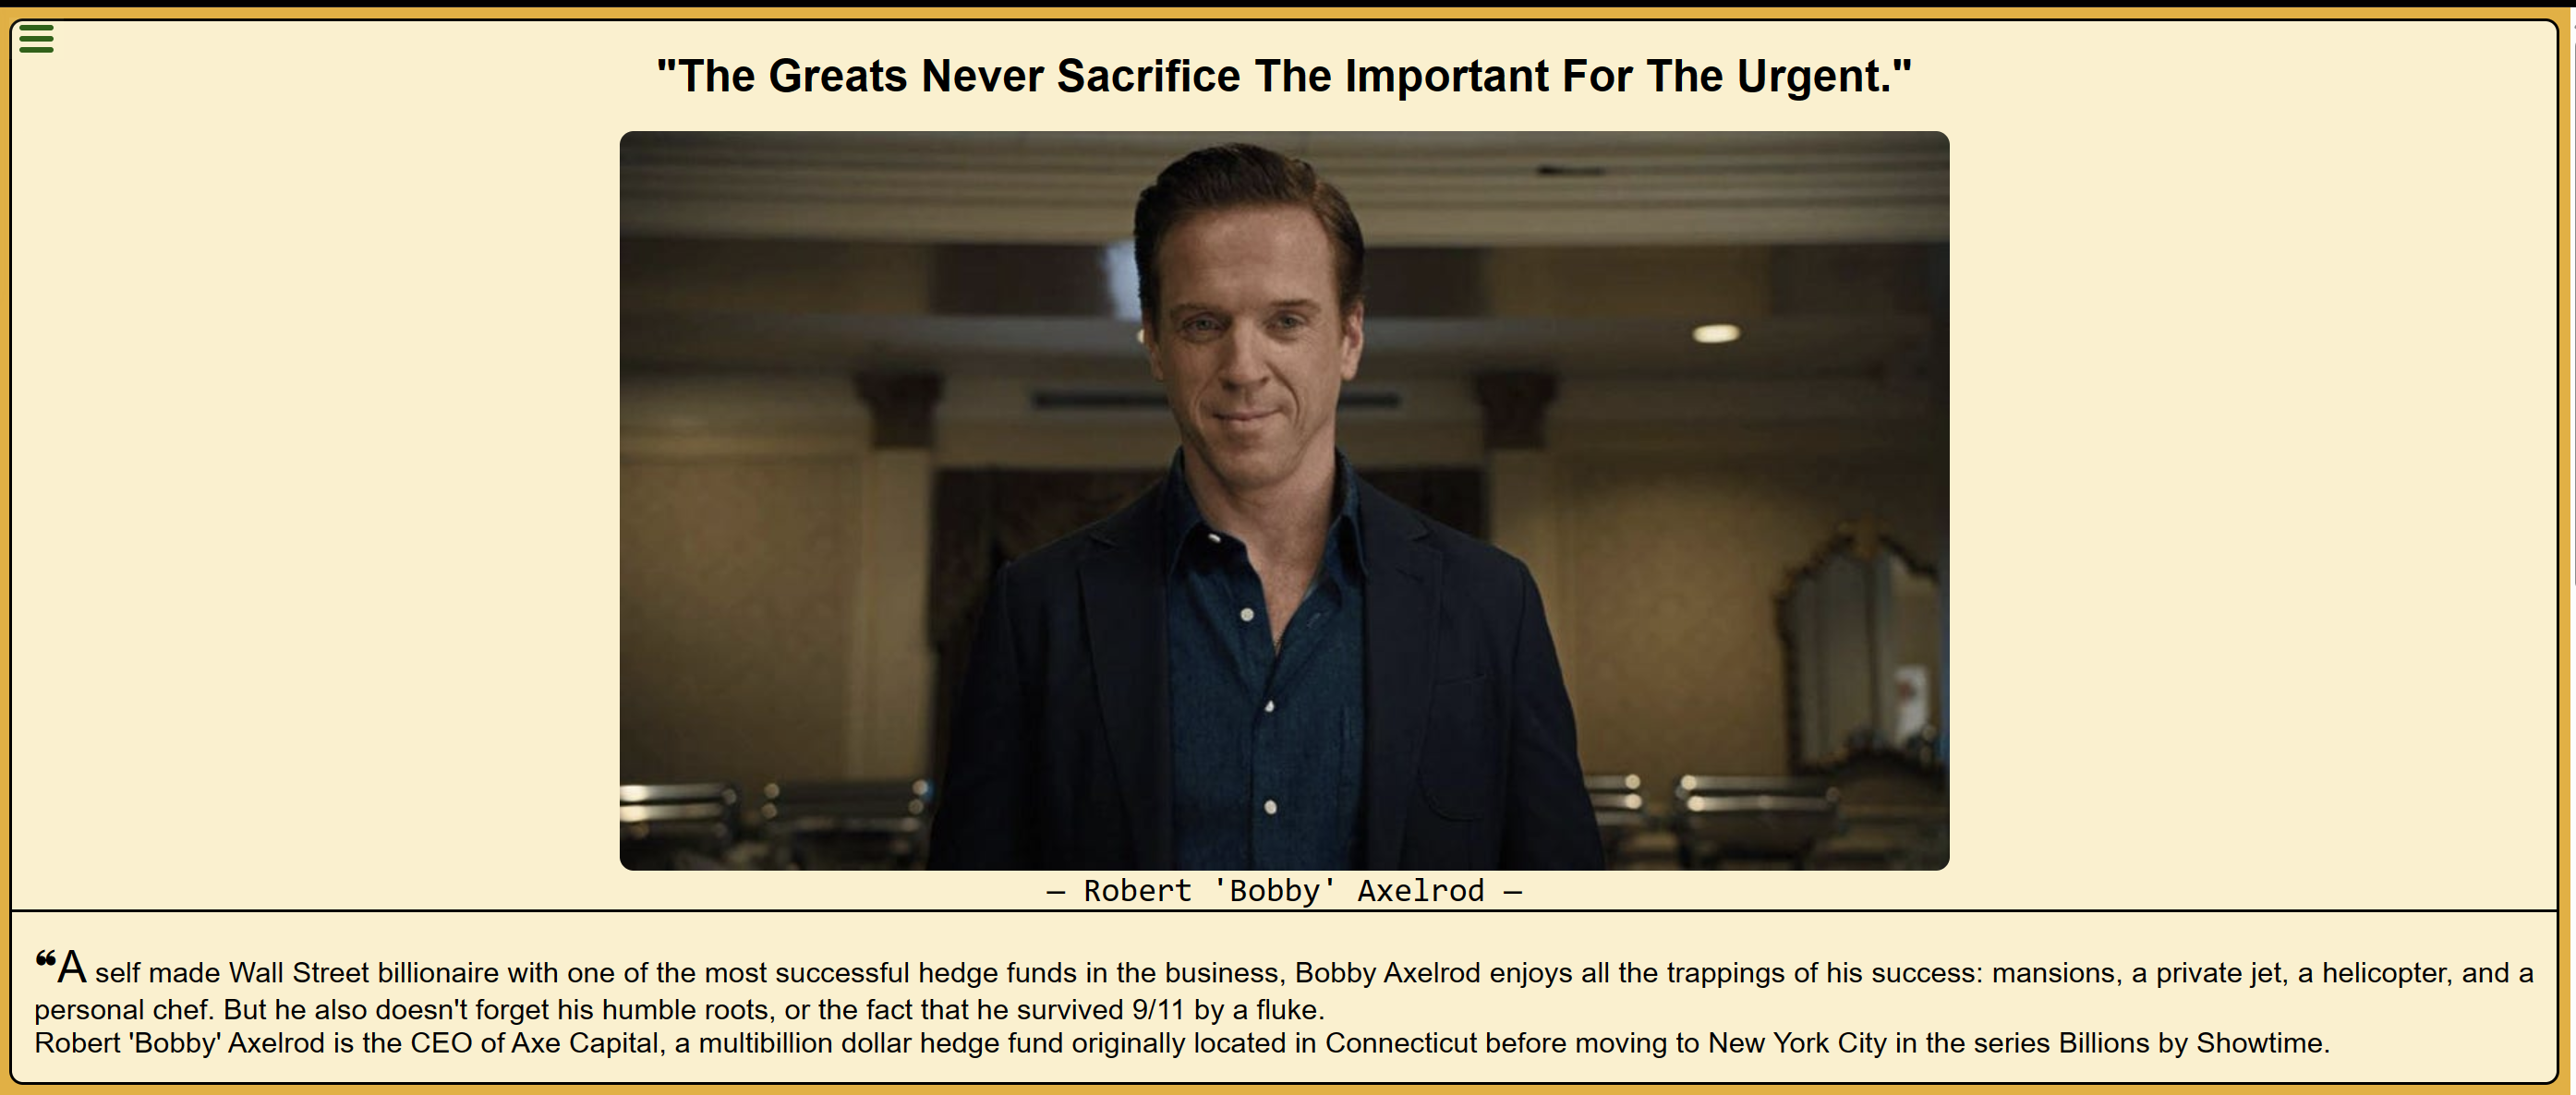 "The Greats Never Sacrifice The Important For The Urgent."
— Robert 'Bobby' Axelrod —
❝A self made Wall Street billionaire with one of the most successful hedge funds in the business, Bobby Axelrod enjoys all the trappings of his success: mansions, a private jet, a helicopter, and a
personal chef. But he also doesn't forget his humble roots, or the fact that he survived 9/11 by a fluke.
Robert 'Bobby' Axelrod is the CEO of Axe Capital, a multibillion dollar hedge fund originally located in Connecticut before moving to New York City in the series Billions by Showtime.